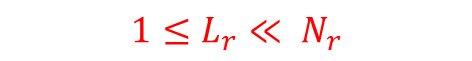 1 ≤ L_r ≪ N_r